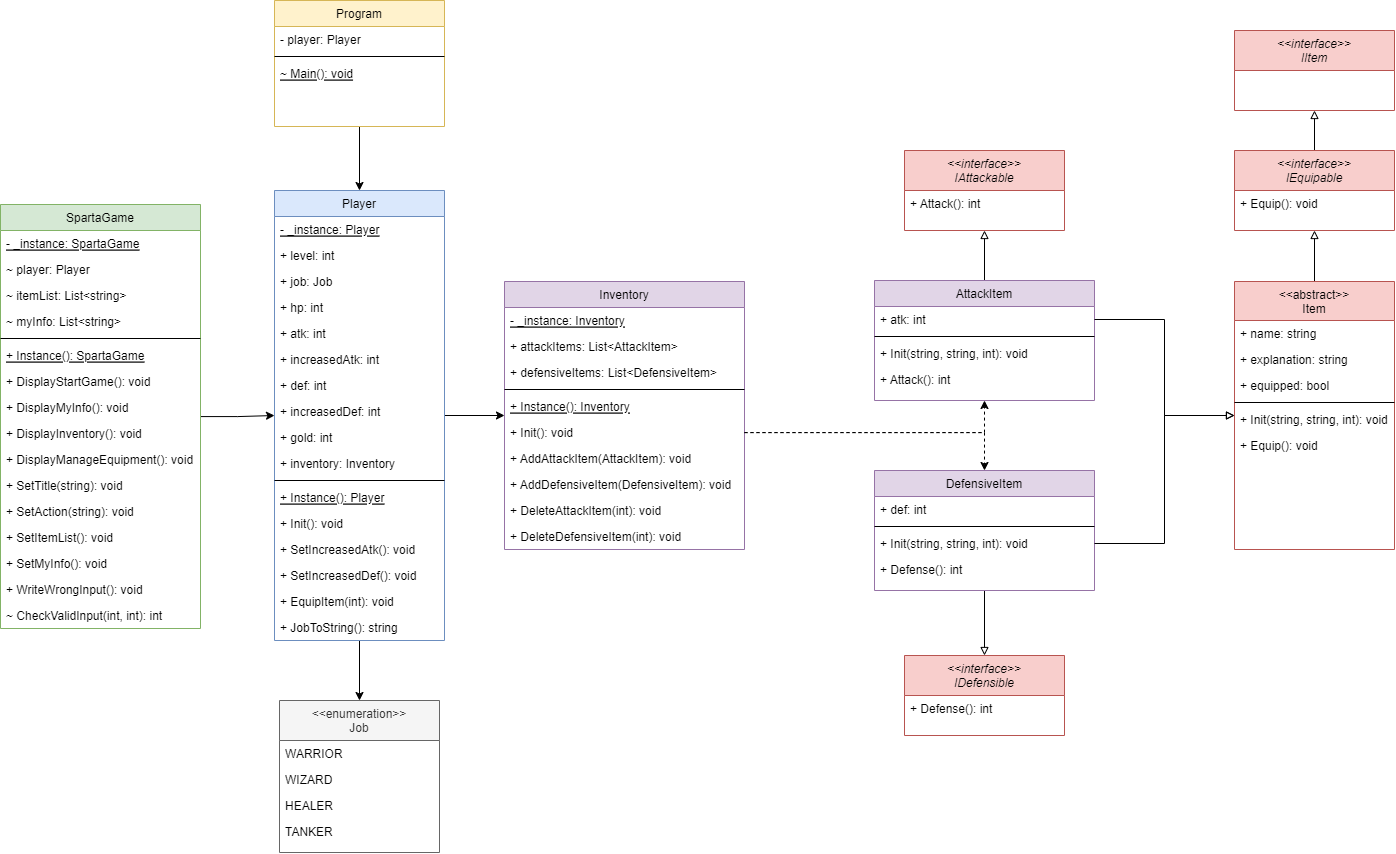 Program
- player: Player
~ Main(): void
SpartaGame
- _instance: SpartaGame
~ player: Player
~ itemList: List<string>
~ myInfo: List<string>
+ Instance(): SpartaGame
+ DisplayStartGame(): void
+ DisplayMyInfo(): void
+ DisplayInventory(): void
+ DisplayManageEquipment(): void
+ SetTitle(string): void
+ SetAction(string): void
+ SetItemList(): void
+ SetMyInfo(): void
+ WriteWrongInput(): void
~ CheckValidInput(int, int): int
Player
- _instance: Player
+ level: int
+ job: Job
+ hp: int
+ atk: int
+ increasedAtk: int
+ def: int
+ increasedDef: int
+ gold: int
+ inventory: Inventory
+ Instance(): Player
+ Init(): void
+ SetIncreasedAtk(): void
+ SetIncreasedDef(): void
+ EquipItem(int): void
+ JobToString(): string
<<enumeration>>
Job
WARRIOR
WIZARD
HEALER
TANKER
Inventory
- _instance: Inventory
+ attackItems: List<AttackItem>
+ defensiveItems: List<DefensiveItem>
+ Instance(): Inventory
+ Init(): void
+ AddAttackItem(AttackItem): void
+ AddDefensiveItem(DefensiveItem): void
+ DeleteAttackItem(int): void
+ DeleteDefensiveItem(int): void
<<interface>>
IAttackable
+ Attack(): int
AttackItem
+ atk: int
+ Init(string, string, int): void
+ Attack(): int
DefensiveItem
+ def: int
+ Init(string, string, int): void
+ Defense(): int
<<interface>>
IDefensible
+ Defense(): int
<<interface>>
IItem
<<interface>>
IEquipable
+ Equip(): void
<<abstract>>
Item
+ name: string
+ explanation: string
+ equipped: bool
+ Init(string, string, int): void
+ Equip(): void